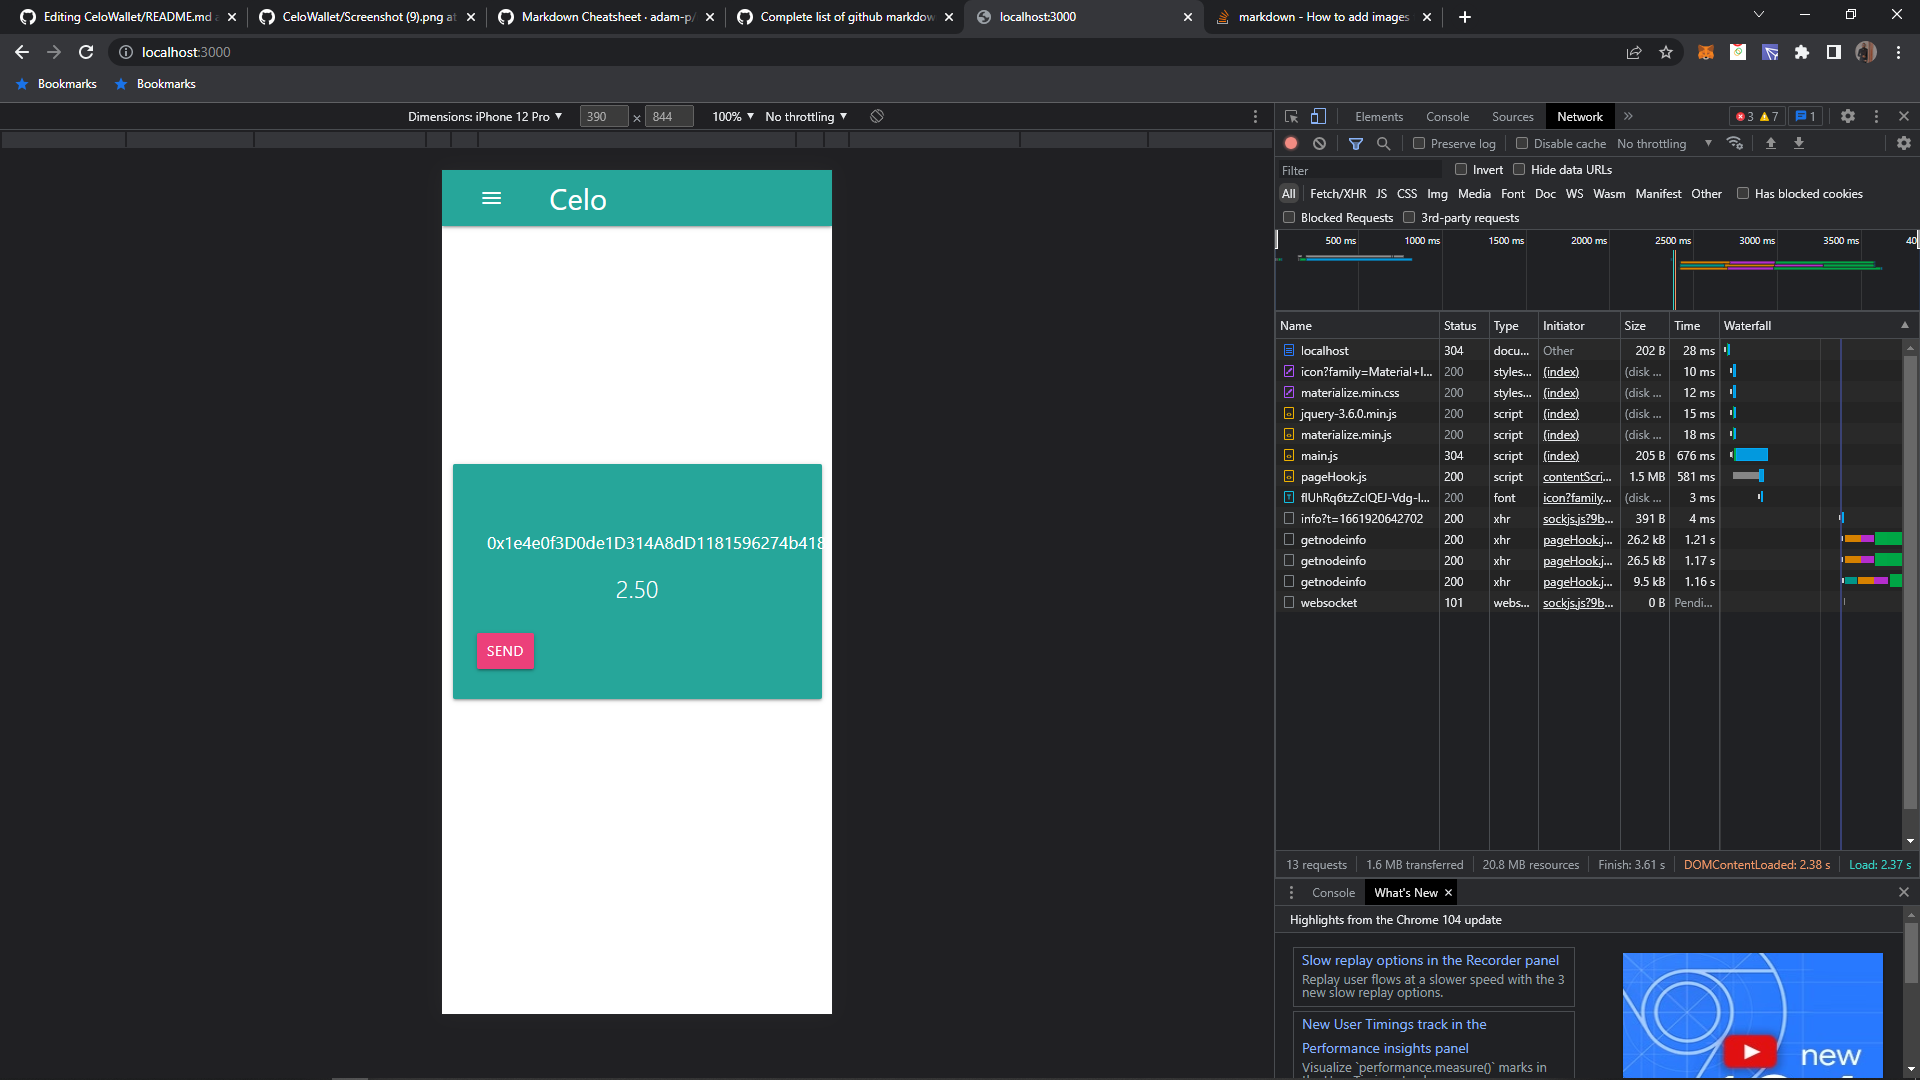 Editing CeloWallet/README.md a
CeloWallet/Screenshot (9).png at
Markdown Cheatsheet · adam-p/
Complete list of github markdow
localhost:3000
markdown - How to add images
localhost:3000
Bookmarks
Bookmarks
Dimensions: iPhone 12 Pro ▼ 390 × 844 100% ▼ No throttling ▼
Celo
0x1e4e0f3D0de1D314A8dD1181596274b418
2.50
SEND
Elements Console Sources Network » 3 7 1
Preserve log Disable cache No throttling ▼
Filter Invert Hide data URLs
All Fetch/XHR JS CSS Img Media Font Doc WS Wasm Manifest Other Has blocked cookies
Blocked Requests 3rd-party requests
500 ms 1000 ms 1500 ms 2000 ms 2500 ms 3000 ms 3500 ms 40
Name Status Type Initiator Size Time Waterfall
localhost 304 docu... Other 202 B 28 ms
icon?family=Material+I... 200 styles... (index) (disk ... 10 ms
materialize.min.css 200 styles... (index) (disk ... 12 ms
jquery-3.6.0.min.js 200 script (index) (disk ... 15 ms
materialize.min.js 200 script (index) (disk ... 18 ms
main.js 304 script (index) 205 B 676 ms
pageHook.js 200 script contentScri... 1.5 MB 581 ms
flUhRq6tzZclQEJ-Vdg-I... 200 font icon?family... (disk ... 3 ms
info?t=1661920642702 200 xhr sockjs.js?9b... 391 B 4 ms
getnodeinfo 200 xhr pageHook.j... 26.2 kB 1.21 s
getnodeinfo 200 xhr pageHook.j... 26.5 kB 1.17 s
getnodeinfo 200 xhr pageHook.j... 9.5 kB 1.16 s
websocket 101 webs... sockjs.js?9b... 0 B Pendi...
13 requests 1.6 MB transferred 20.8 MB resources Finish: 3.61 s DOMContentLoaded: 2.38 s Load: 2.37 s
Console What's New
Highlights from the Chrome 104 update
Slow replay options in the Recorder panel
Replay user flows at a slower speed with the 3
new slow replay options.
New User Timings track in the
Performance insights panel
Visualize `performance.measure()` marks in
new